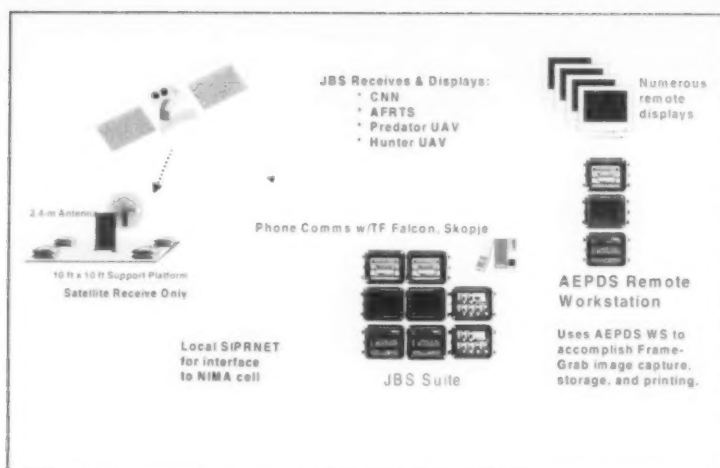 JBS Receives & Displays:
* CNN
* AFRTS
* Predator UAV
* Hunter UAV
Numerous
remote
displays
2.4-m Antenna
10 ft x 10 ft Support Platform
Satellite Receive Only
Phone Comms w/TF Falcon, Skopje
Local SIPRNET
for interface
to NIMA cell
JBS Suite
AEPDS Remote
Workstation
Uses AEPDS WS to
accomplish Frame-
Grab image capture,
storage, and printing.